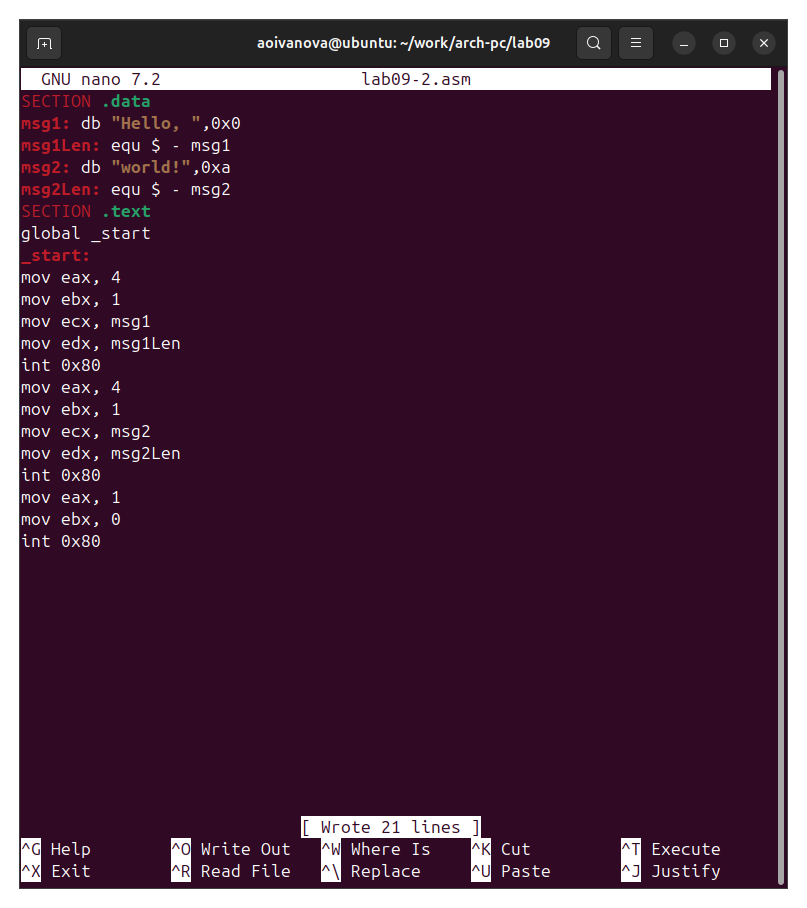 aoivanova@ubuntu: ~/work/arch-pc/lab09
GNU nano 7.2 lab09-2.asm
SECTION .data
msg1: db "Hello, ",0x0
msg1Len: equ $ - msg1
msg2: db "world!",0xa
msg2Len: equ $ - msg2
SECTION .text
global _start
_start:
mov eax, 4
mov ebx, 1
mov ecx, msg1
mov edx, msg1Len
int 0x80
mov eax, 4
mov ebx, 1
mov ecx, msg2
mov edx, msg2Len
int 0x80
mov eax, 1
mov ebx, 0
int 0x80
[ Wrote 21 lines ]
^G Help ^O Write Out ^W Where Is ^K Cut ^T Execute
^X Exit ^R Read File ^\ Replace ^U Paste ^J Justify